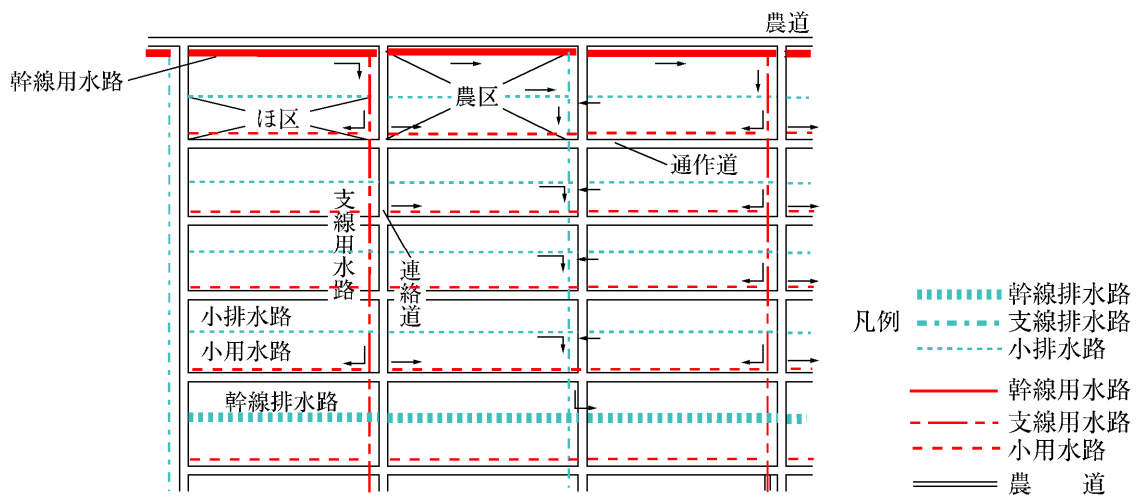 農道
幹線用水路
農区
ほ区
通作道
支線用水路
連絡道
小排水路
小用水路
幹線排水路
凡例
幹線排水路
支線排水路
小排水路
幹線用水路
支線用水路
小用水路
農 道